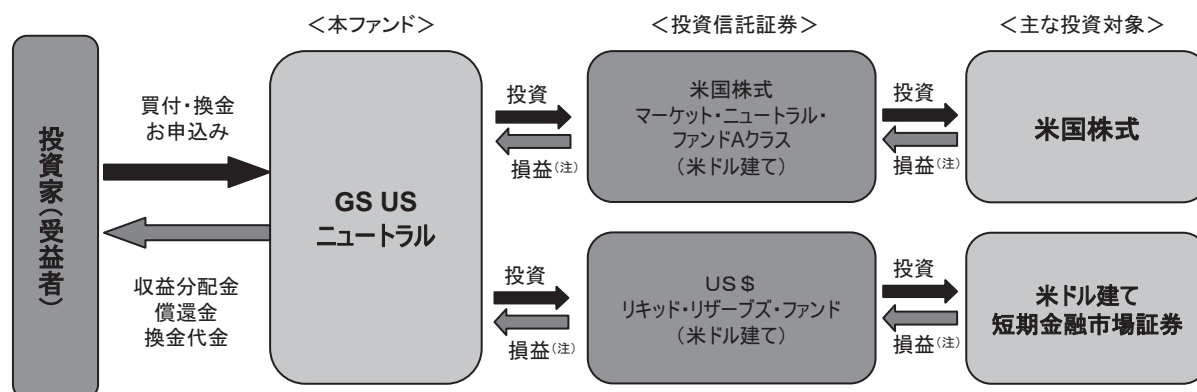 ＜本ファンド＞
＜投資信託証券＞
＜主な投資対象＞
投資家（受益者）
買付・換金
お申込み
収益分配金
償還金
換金代金
GS US
ニュートラル
投資
損益（注）
米国株式
マーケット・ニュートラル・
ファンドAクラス
（米ドル建て）
投資
損益（注）
米国株式
投資
損益（注）
US＄
リキッド・リザーブズ・ファンド
（米ドル建て）
投資
損益（注）
米ドル建て
短期金融市場証券